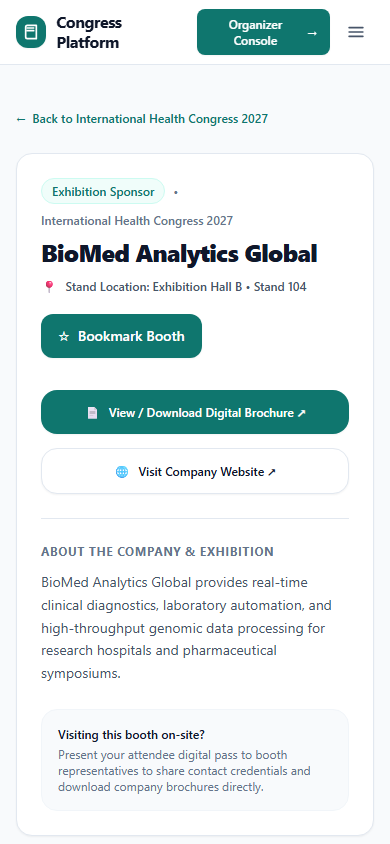 Congress
Platform
Organizer
Console →
← Back to International Health Congress 2027
Exhibition Sponsor •
International Health Congress 2027
BioMed Analytics Global
📍 Stand Location: Exhibition Hall B • Stand 104
☆ Bookmark Booth
📄 View / Download Digital Brochure ↗
🌐 Visit Company Website ↗
ABOUT THE COMPANY & EXHIBITION
BioMed Analytics Global provides real-time
clinical diagnostics, laboratory automation, and
high-throughput genomic data processing for
research hospitals and pharmaceutical
symposiums.
Visiting this booth on-site?
Present your attendee digital pass to booth
representatives to share contact credentials and
download company brochures directly.